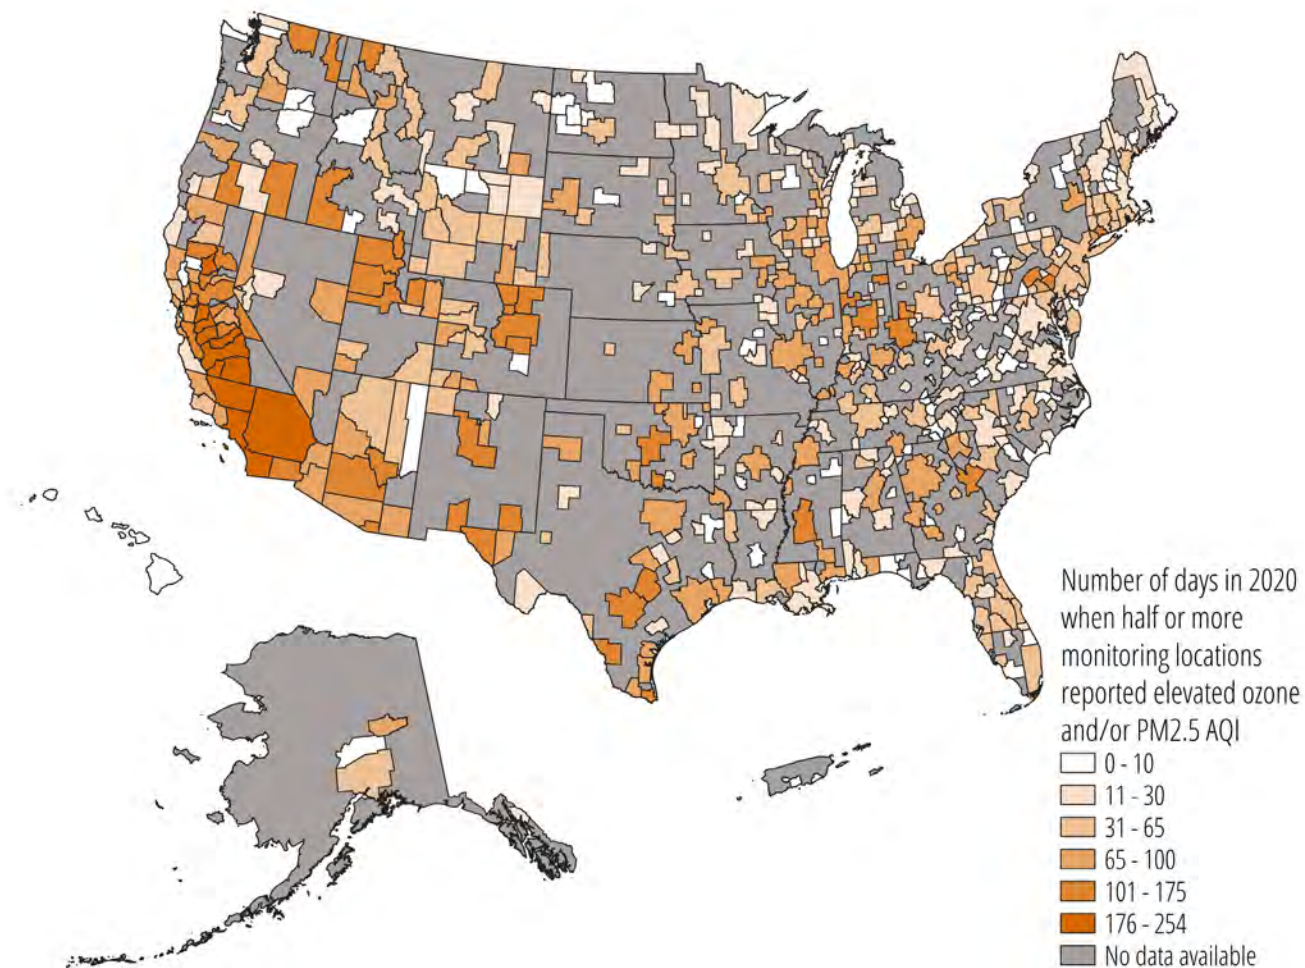 Number of days in 2020
when half or more
monitoring locations
reported elevated ozone
and/or PM2.5 AQI
0 - 10
11 - 30
31 - 65
65 - 100
101 - 175
176 - 254
No data available